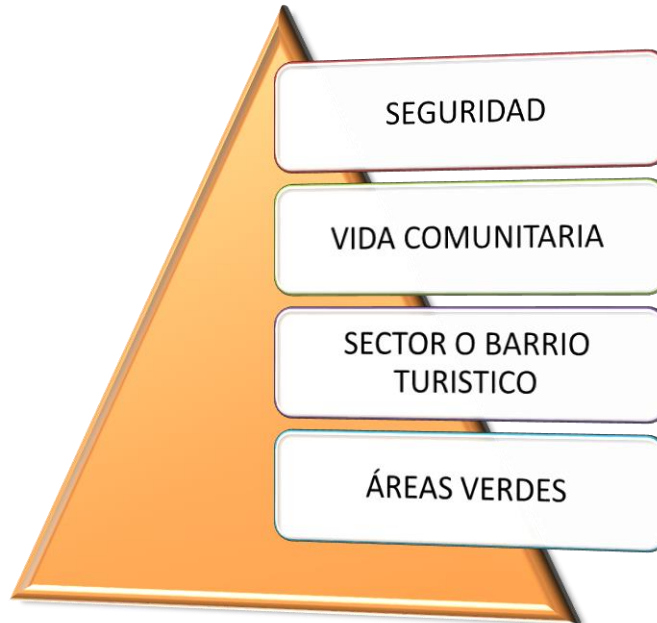 SEGURIDAD
VIDA COMUNITARIA
SECTOR O BARRIO
TURISTICO
ÁREAS VERDES